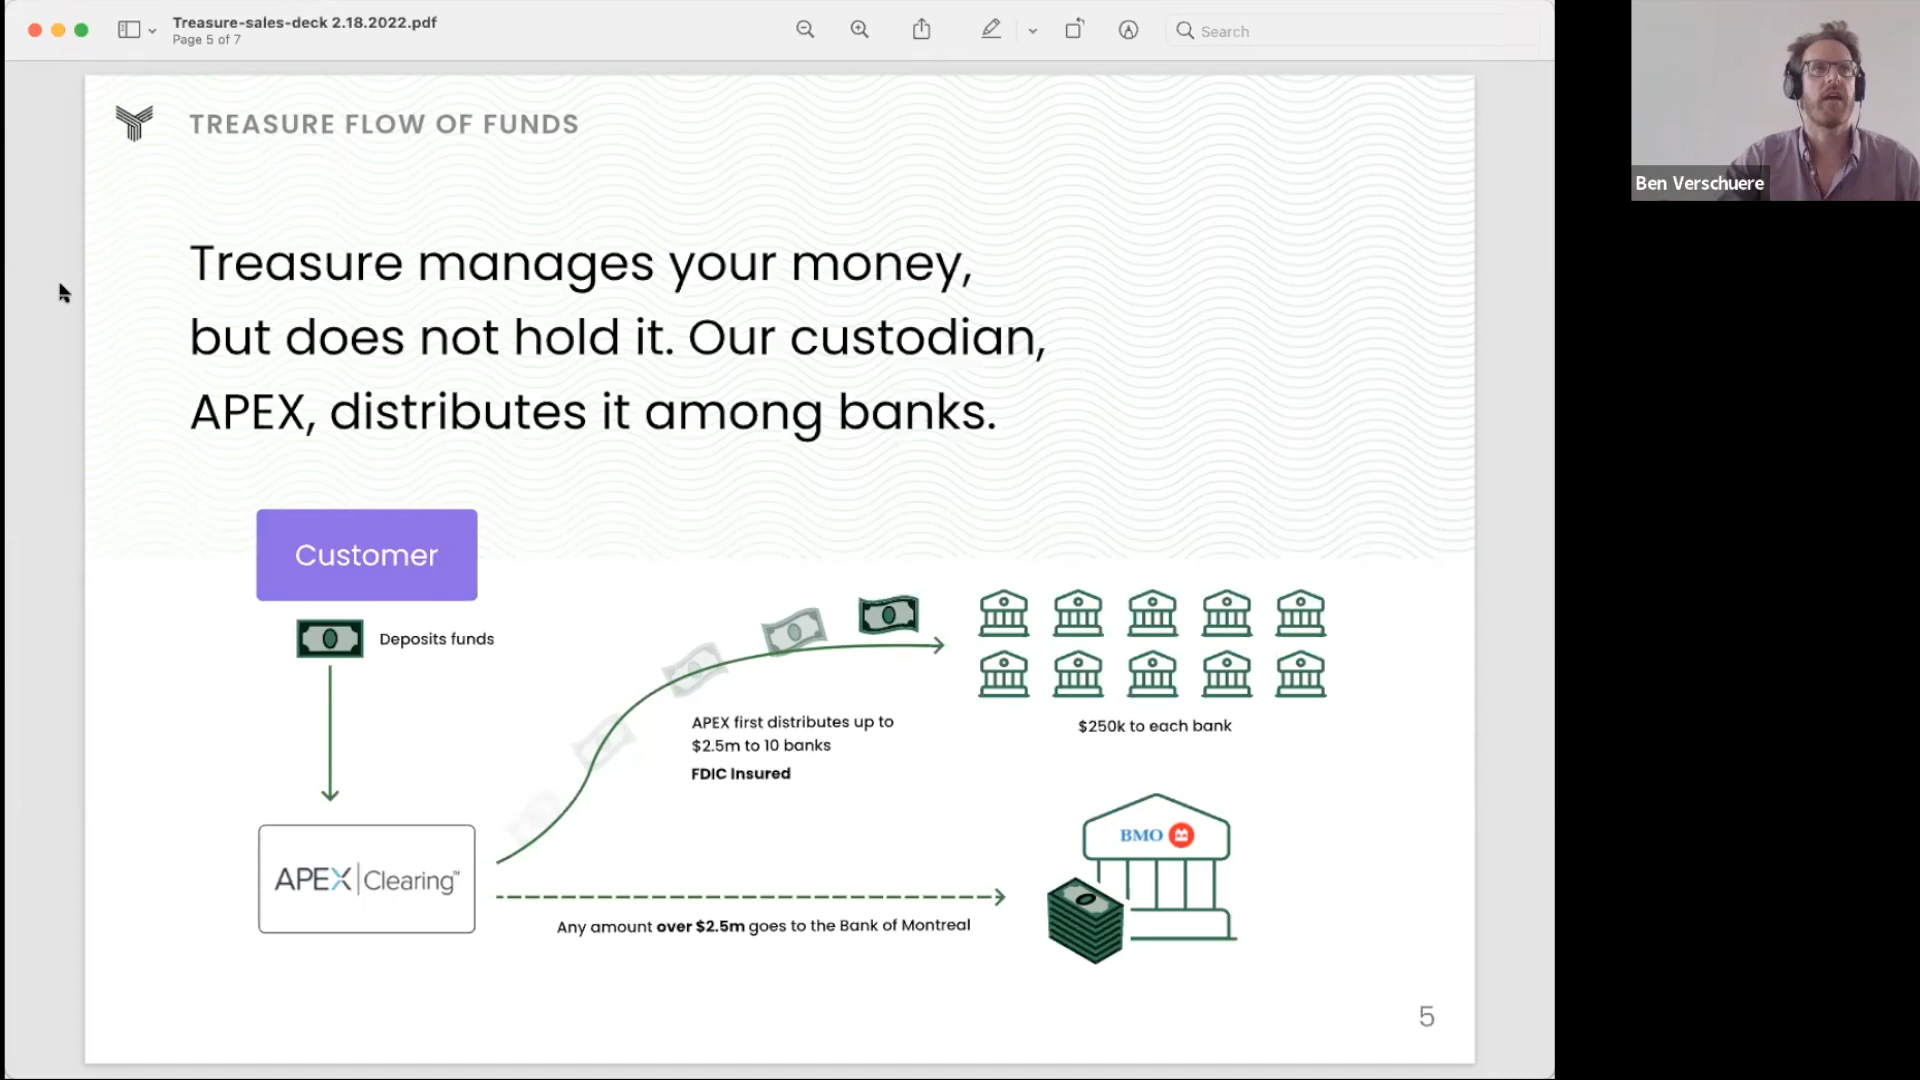 Treasure-sales-deck 2.18.2022.pdf
Page 5 of 7
Search
Ben Verschuere
TREASURE FLOW OF FUNDS
Treasure manages your money,
but does not hold it. Our custodian,
APEX, distributes it among banks.
Customer
Deposits funds
APEX first distributes up to
$2.5m to 10 banks
FDIC Insured
$250k to each bank
BMO
APEX Clearing™
Any amount over $2.5m goes to the Bank of Montreal
5